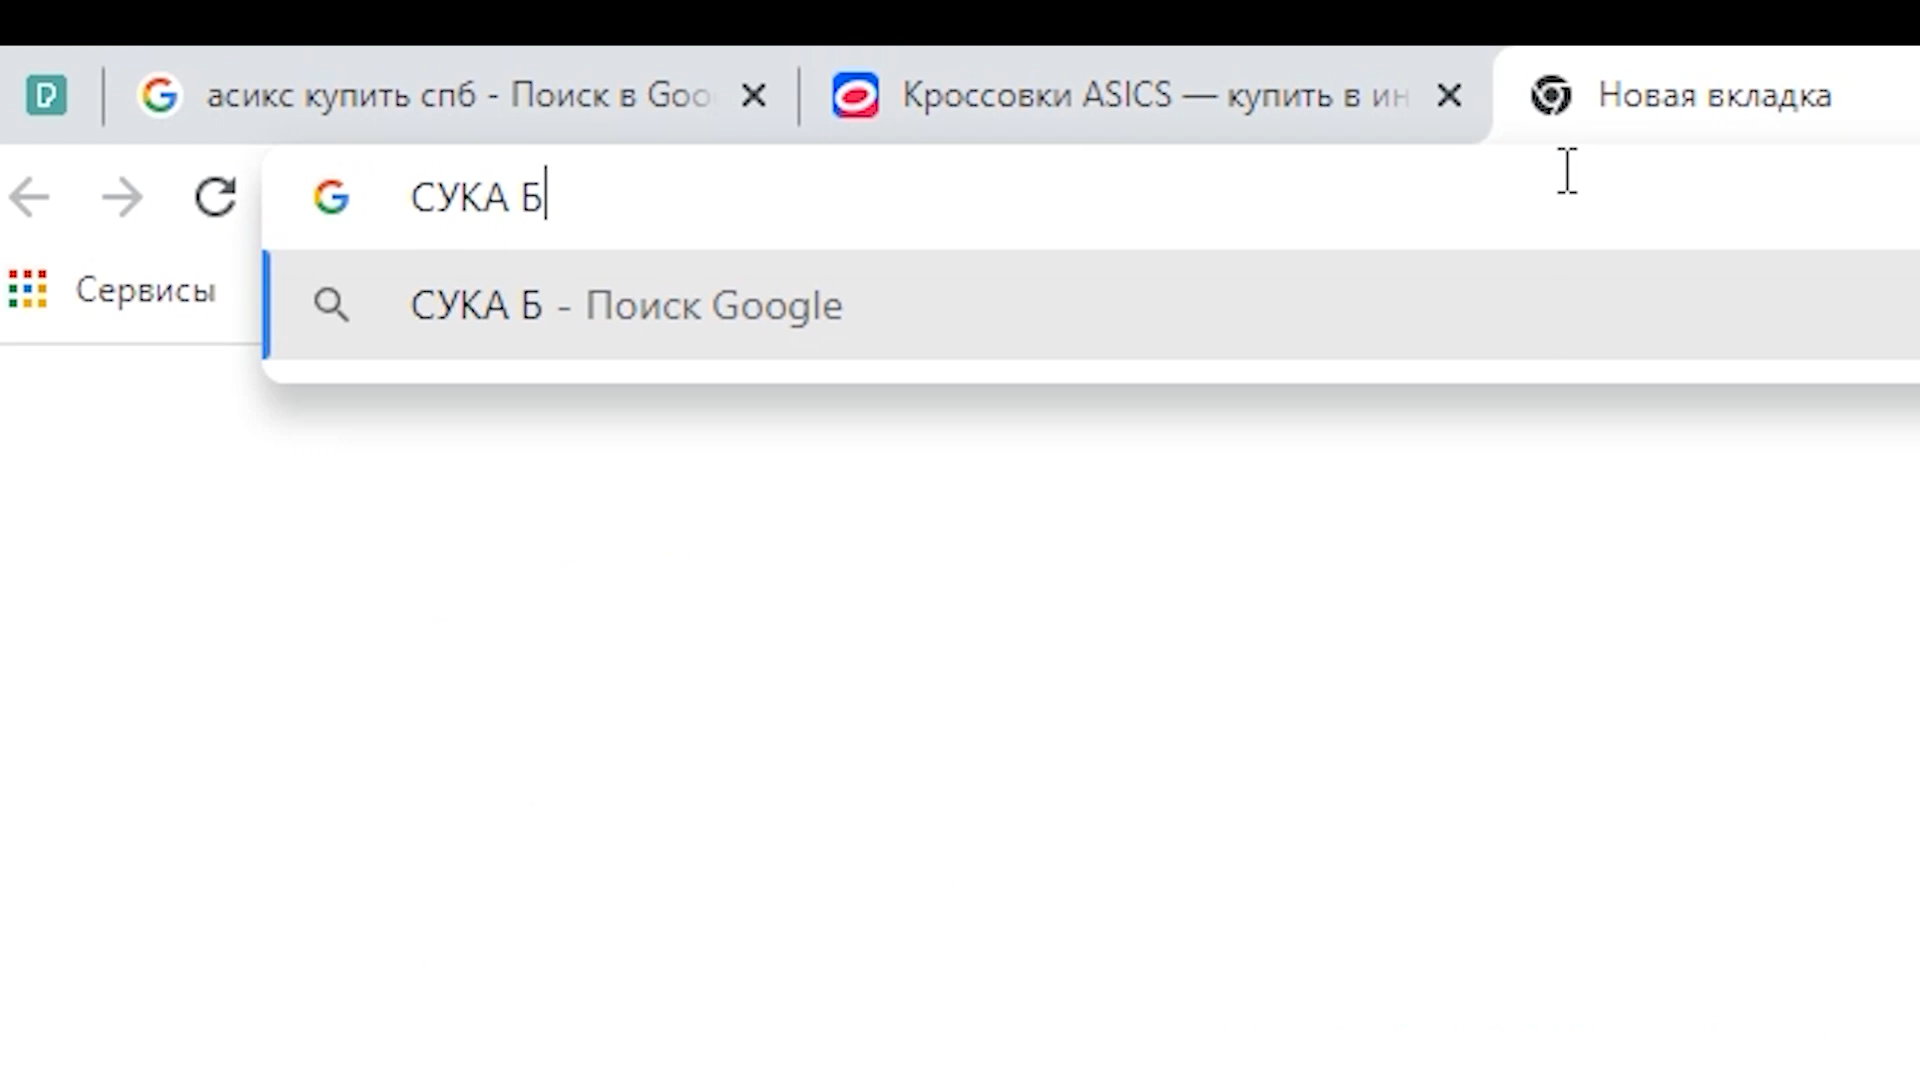 асикс купить спб - Поиск в Goo
Кроссовки ASICS — купить в ин
Новая вкладка
СУКА Б
Сервисы
СУКА Б - Поиск Google